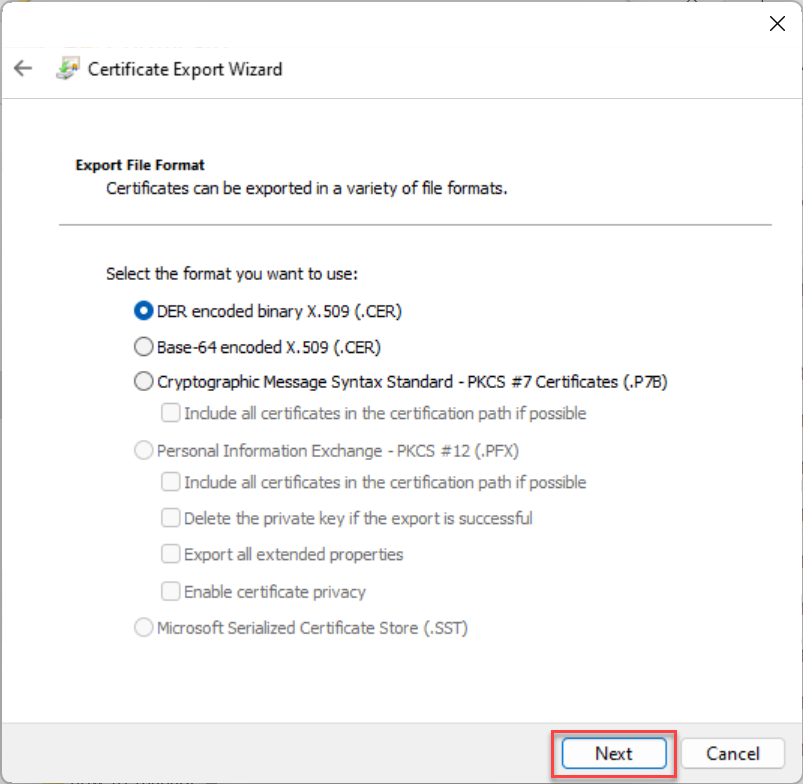 Certificate Export Wizard
Export File Format
Certificates can be exported in a variety of file formats.
Select the format you want to use:
DER encoded binary X.509 (.CER)
Base-64 encoded X.509 (.CER)
Cryptographic Message Syntax Standard - PKCS #7 Certificates (.P7B)
Include all certificates in the certification path if possible
Personal Information Exchange - PKCS #12 (.PFX)
Include all certificates in the certification path if possible
Delete the private key if the export is successful
Export all extended properties
Enable certificate privacy
Microsoft Serialized Certificate Store (.SST)
Next
Cancel